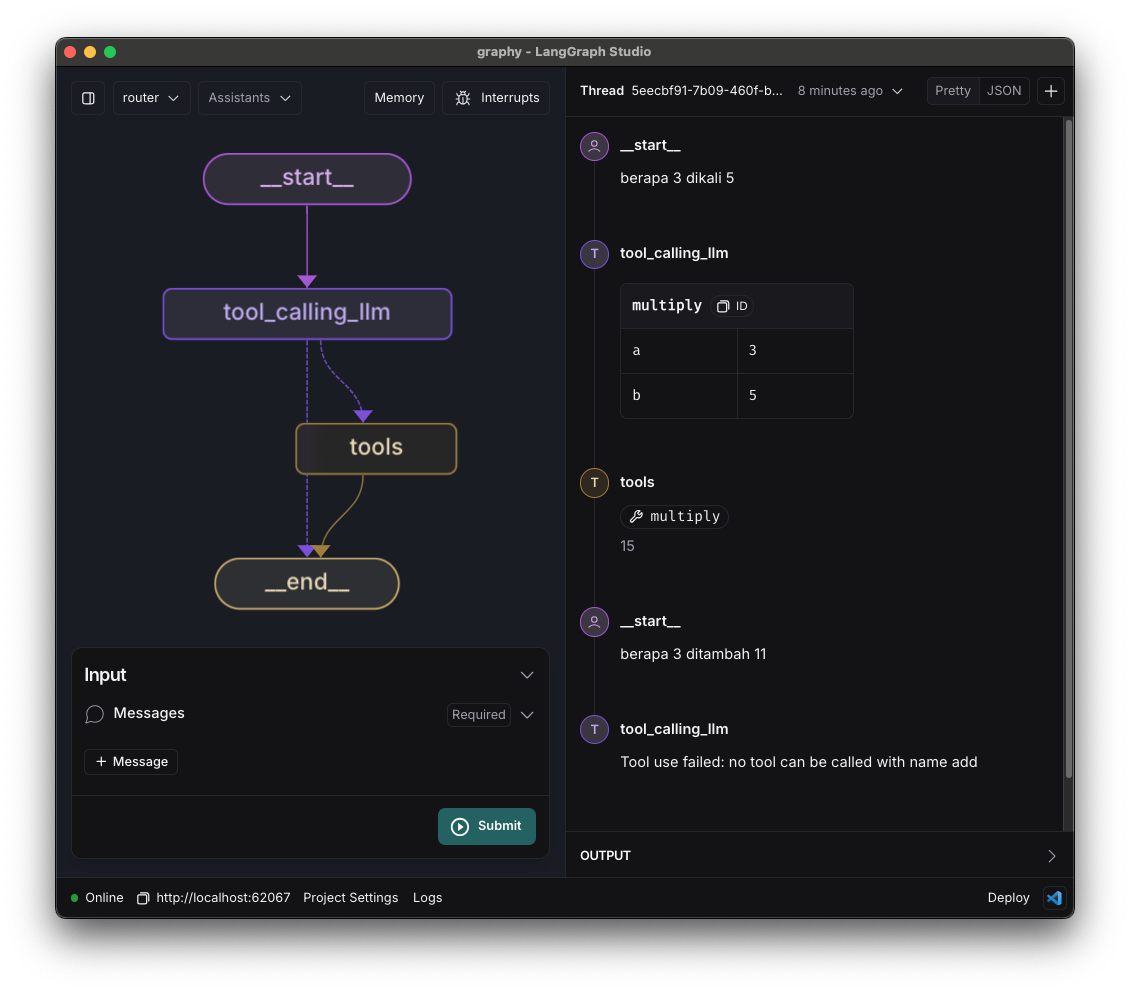 graphy - LangGraph Studio
router
Assistants
Memory
Interrupts
__start__
tool_calling_llm
tools
__end__
Input
Messages
Required
+ Message
Submit
Thread 5eecbf91-7b09-460f-b... 8 minutes ago
Pretty JSON
__start__
berapa 3 dikali 5
T tool_calling_llm
multiply ID
a 3
b 5
T tools
multiply
15
__start__
berapa 3 ditambah 11
T tool_calling_llm
Tool use failed: no tool can be called with name add
OUTPUT
Online http://localhost:62067 Project Settings Logs
Deploy